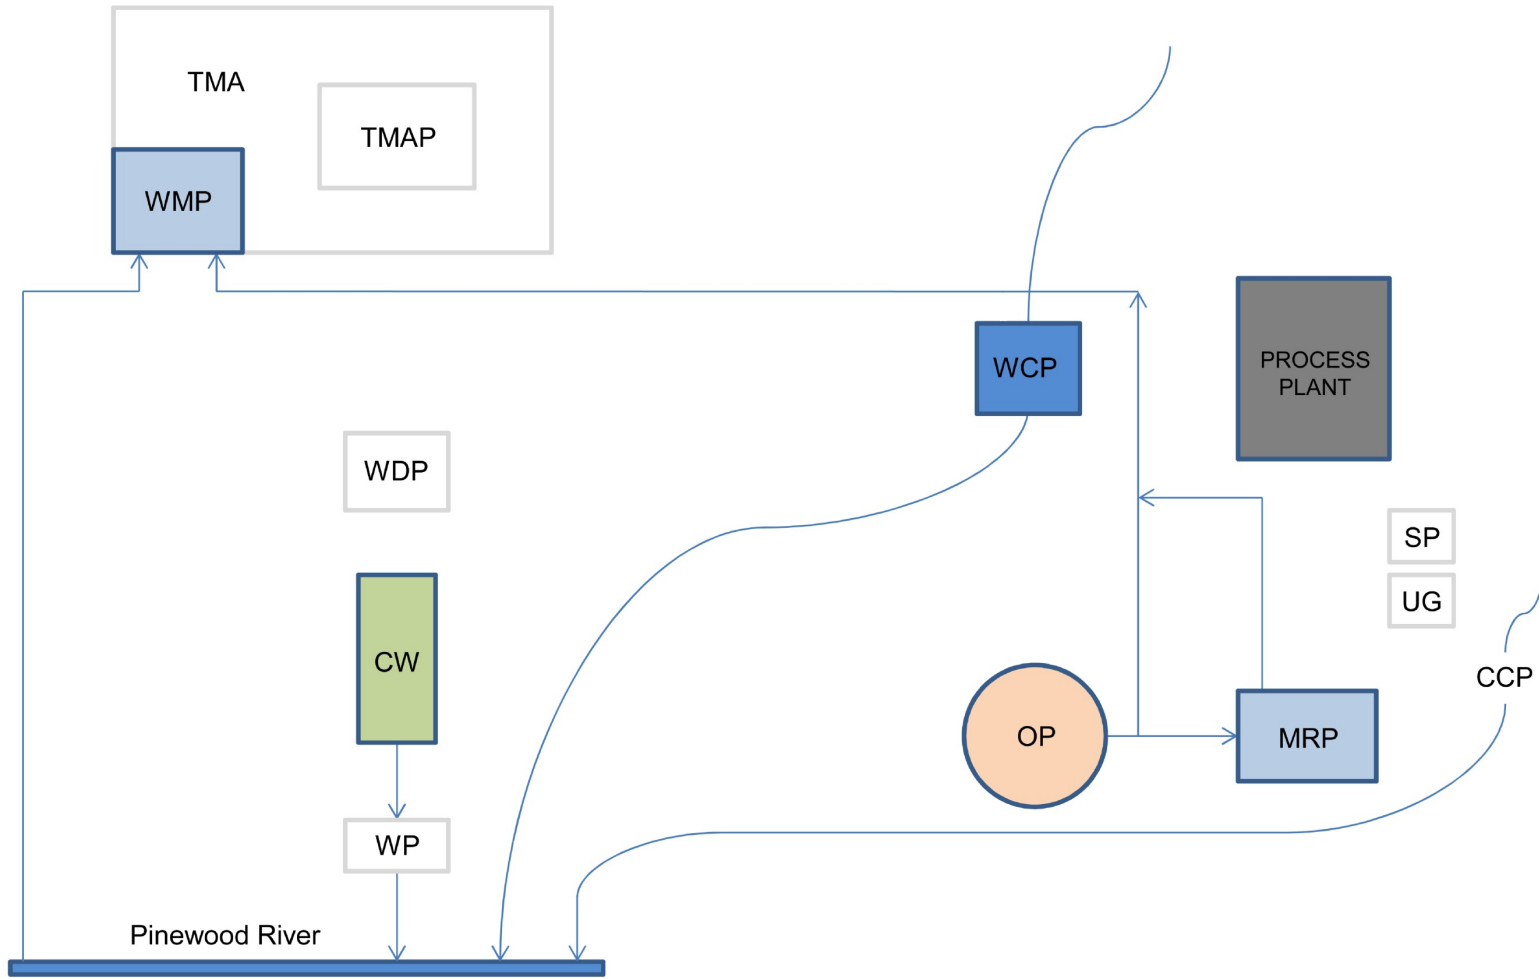 TMA
TMAP
WMP
WCP
PROCESS
PLANT
WDP
SP
UG
CW
CCP
OP
MRP
WP
Pinewood River